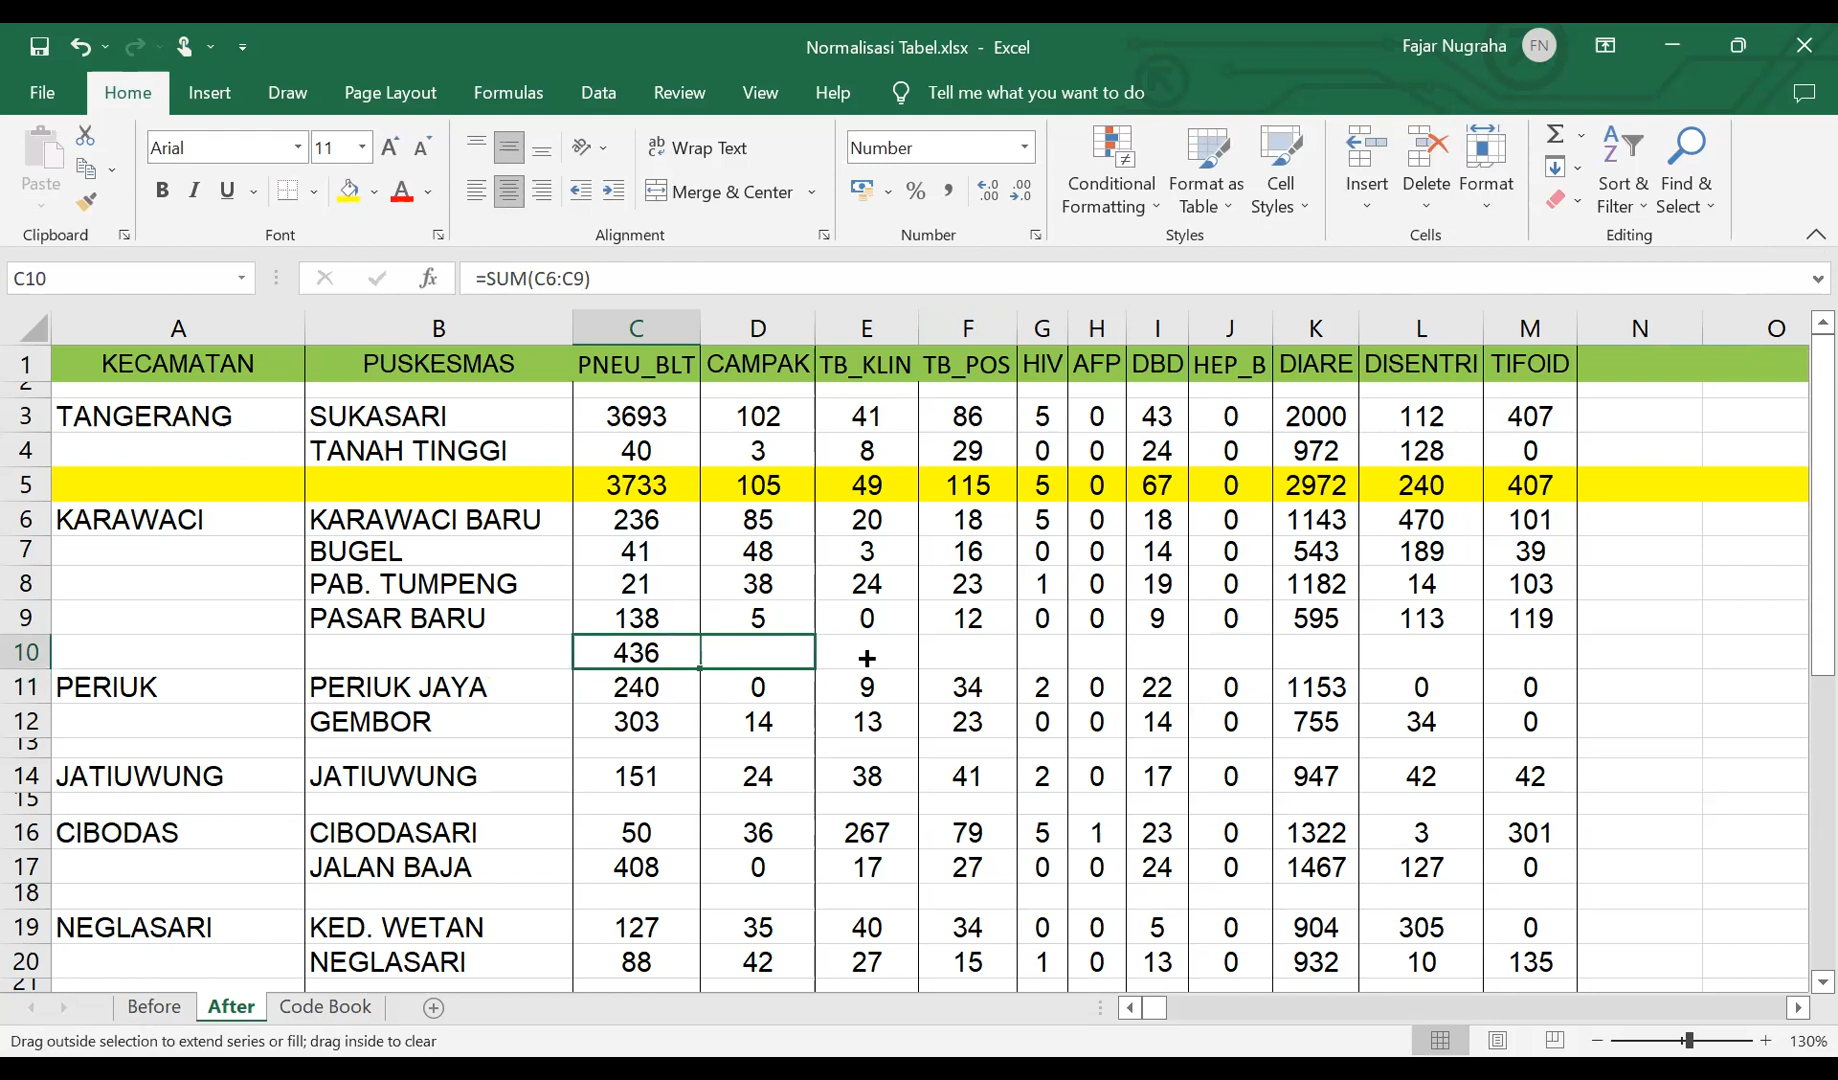 Normalisasi Tabel.xlsx - Excel
Fajar Nugraha FN
File Home Insert Draw Page Layout Formulas Data Review View Help Tell me what you want to do
Paste
Arial 11
B I U
Wrap Text
Merge & Center
Number
Conditional Formatting
Format as Table
Cell Styles
Insert Delete Format
Sort & Filter
Find & Select
Clipboard Font Alignment Number Styles Cells Editing
C10 fx =SUM(C6:C9)
A B C D E F G H I J K L M N O
1 KECAMATAN PUSKESMAS PNEU_BLT CAMPAK TB_KLIN TB_POS HIV AFP DBD HEP_B DIARE DISENTRI TIFOID
2
3 TANGERANG SUKASARI 3693 102 41 86 5 0 43 0 2000 112 407
4 TANAH TINGGI 40 3 8 29 0 0 24 0 972 128 0
5 3733 105 49 115 5 0 67 0 2972 240 407
6 KARAWACI KARAWACI BARU 236 85 20 18 5 0 18 0 1143 470 101
7 BUGEL 41 48 3 16 0 0 14 0 543 189 39
8 PAB. TUMPENG 21 38 24 23 1 0 19 0 1182 14 103
9 PASAR BARU 138 5 0 12 0 0 9 0 595 113 119
10 436
11 PERIUK PERIUK JAYA 240 0 9 34 2 0 22 0 1153 0 0
12 GEMBOR 303 14 13 23 0 0 14 0 755 34 0
13
14 JATIUWUNG JATIUWUNG 151 24 38 41 2 0 17 0 947 42 42
15
16 CIBODAS CIBODASARI 50 36 267 79 5 1 23 0 1322 3 301
17 JALAN BAJA 408 0 17 27 0 0 24 0 1467 127 0
18
19 NEGLASARI KED. WETAN 127 35 40 34 0 0 5 0 904 305 0
20 NEGLASARI 88 42 27 15 1 0 13 0 932 10 135
21
Before After Code Book
Drag outside selection to extend series or fill; drag inside to clear 130%